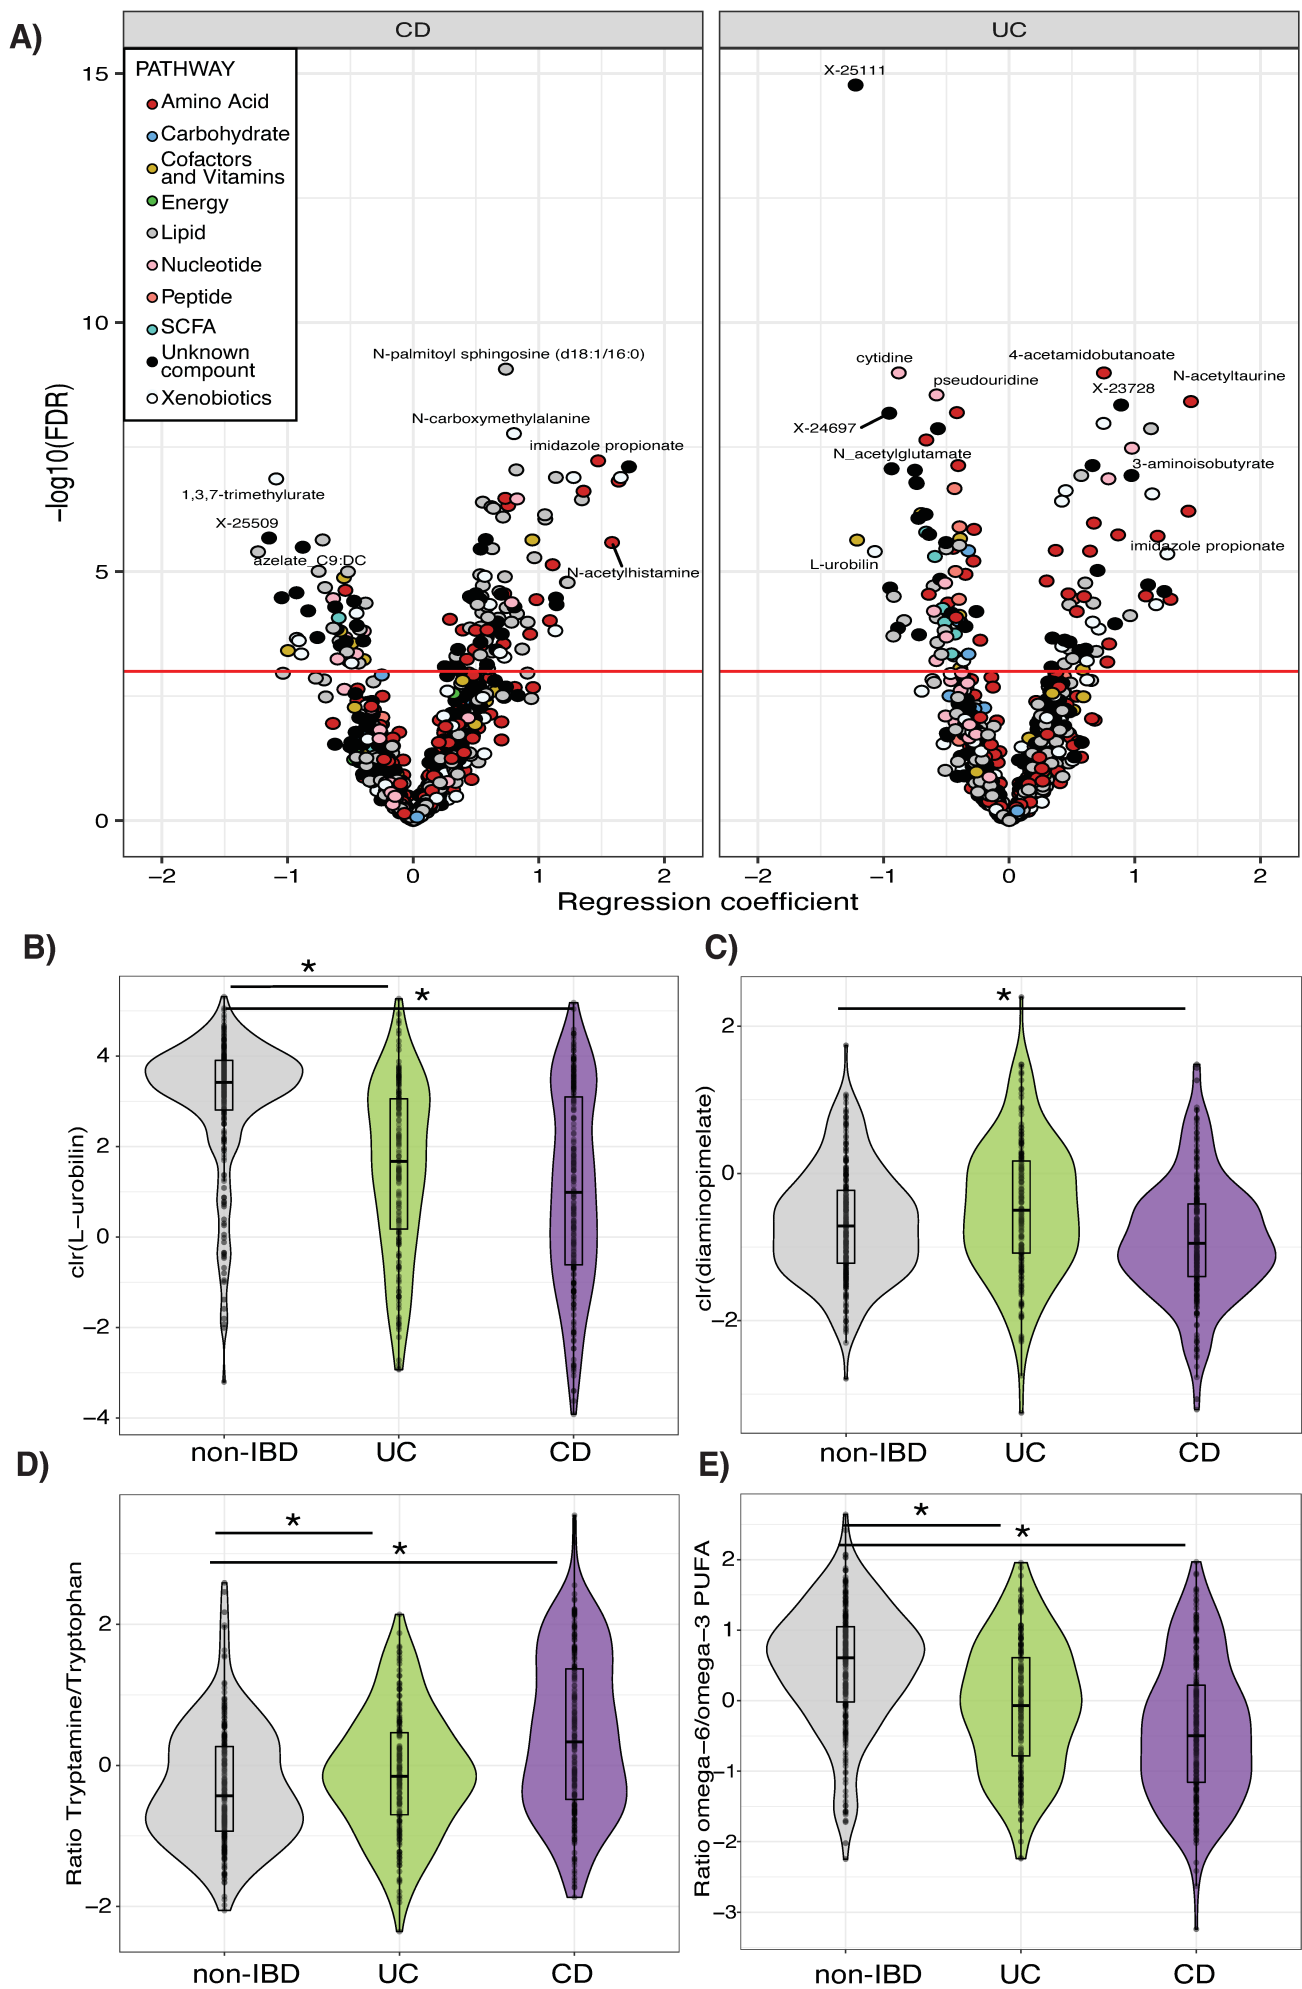 A)
CD
UC
PATHWAY
Amino Acid
Carbohydrate
Cofactors
and Vitamins
Energy
Lipid
Nucleotide
Peptide
SCFA
Unknown
compount
Xenobiotics
15
10
5
0
−log10(FDR)
N-palmitoyl sphingosine (d18:1/16:0)
N-carboxymethylalanine
imidazole propionate
1,3,7-trimethylurate
X-25509
azelate_C9:DC
N-acetylhistamine
X-25111
cytidine
4-acetamidobutanoate
pseudouridine
N-acetyltaurine
X-23728
X-24697
N_acetylglutamate
3-aminoisobutyrate
L-urobilin
imidazole propionate
−2
−1
0
1
2
−2
−1
0
1
2
Regression coefficient
B)
*
*
clr(L−urobilin)
4
2
0
−2
−4
non-IBD
UC
CD
C)
*
clr(diaminopimelate)
2
0
−2
non-IBD
UC
CD
D)
*
*
Ratio Tryptamine/Tryptophan
2
0
−2
non-IBD
UC
CD
E)
*
*
Ratio omega−6/omega−3 PUFA
2
1
0
−1
−2
−3
non-IBD
UC
CD